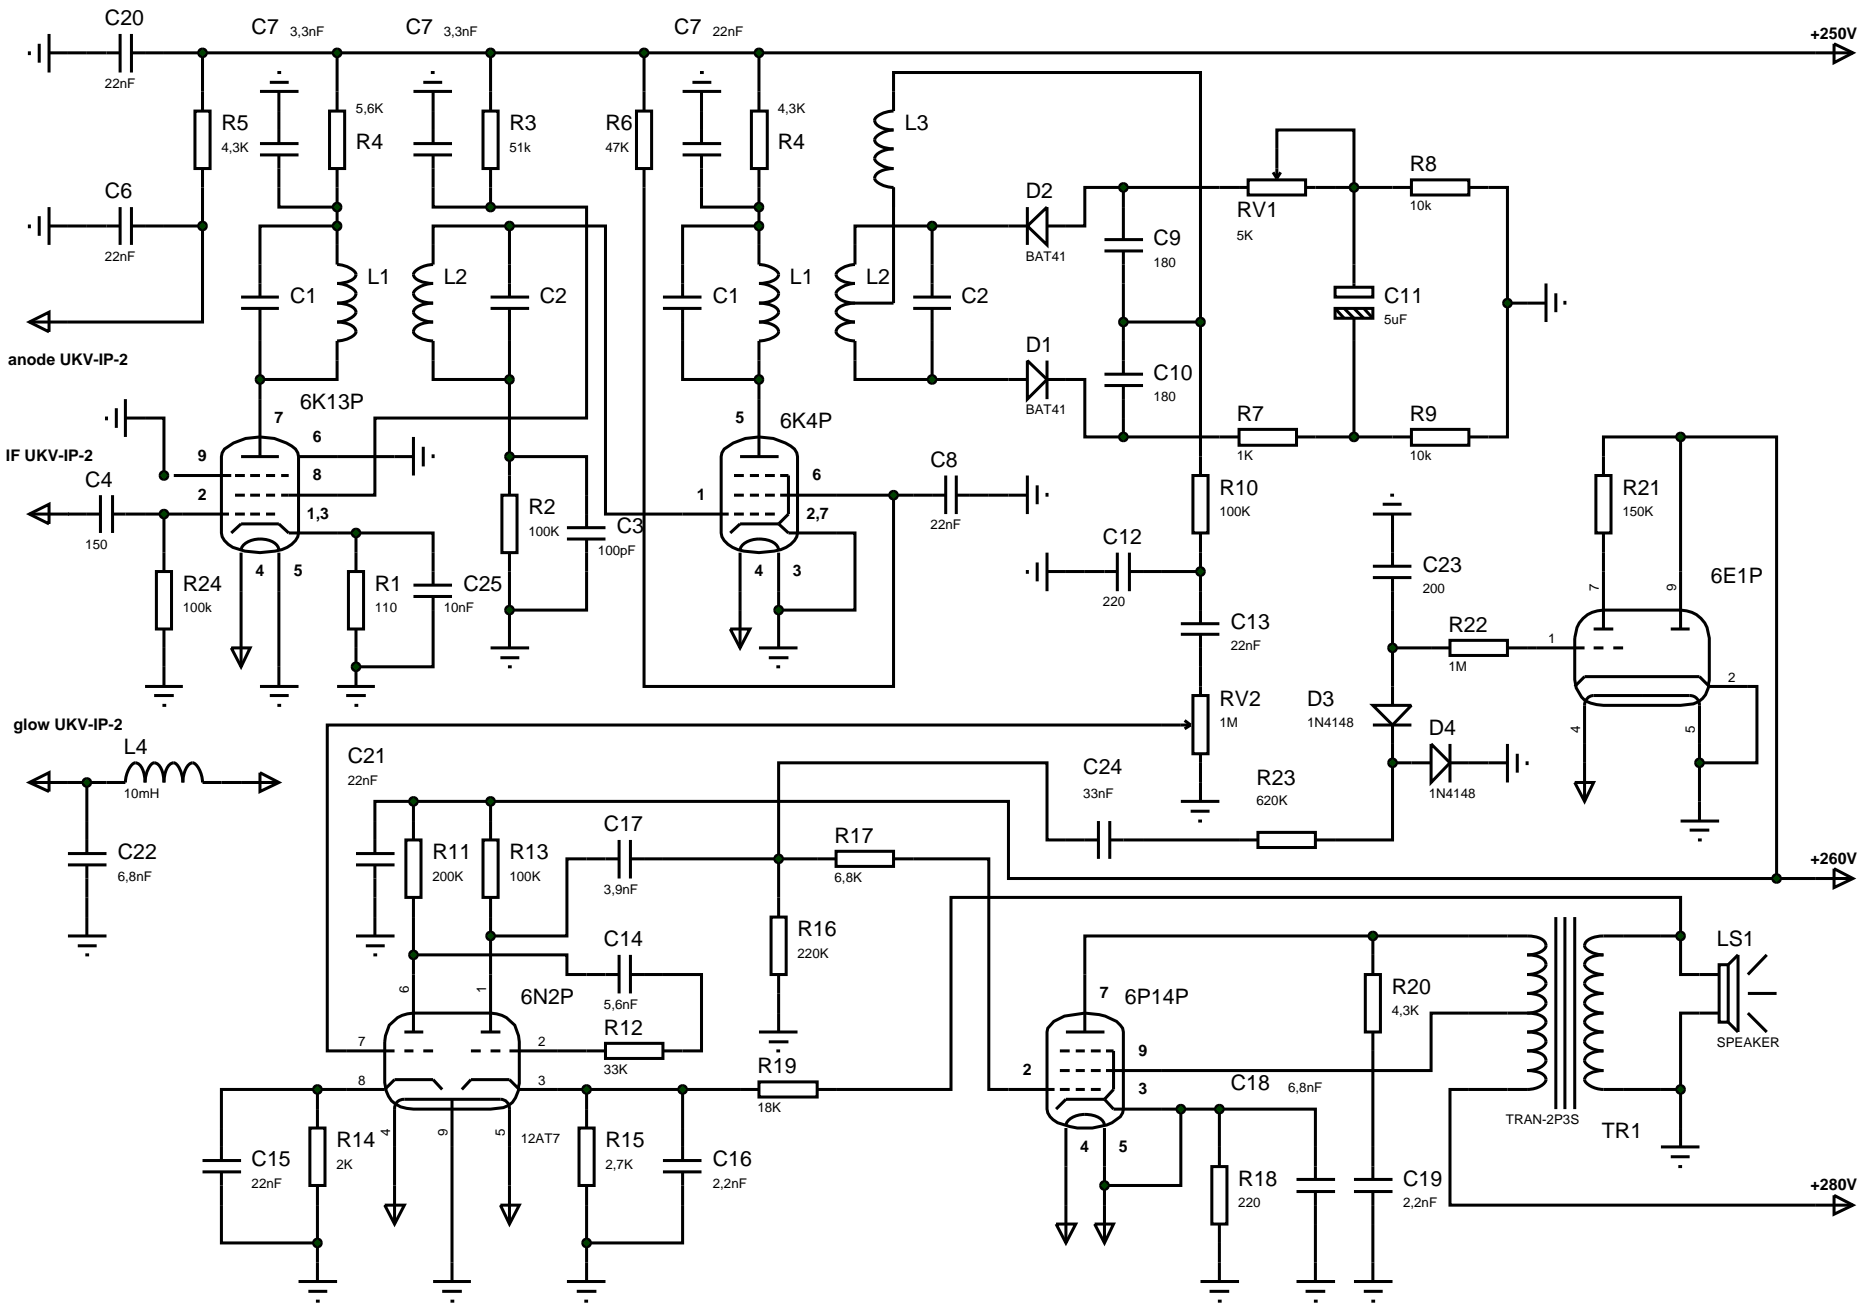 C20
C7 3,3nF
C7 3,3nF
C7 22nF
+250V
22nF
R5
4,3K
5,6K
R4
R3
51k
R6
47K
4,3K
R4
L3
R8
10k
C6
22nF
D2
BAT41
RV1
5K
C9
180
C1
L1
L2
C2
C1
L1
L2
C2
C11
5uF
anode UKV-IP-2
D1
BAT41
C10
180
6K13P
7
6
9
8
2
1,3
4
5
5
6K4P
6
1
2,7
4
3
R7
1K
R9
10k
IF UKV-IP-2
C4
150
C8
22nF
R10
100K
R21
150K
R2
100K
C3
100pF
C12
220
C23
200
6E1P
7
9
R24
100k
R1
110
C25
10nF
C13
22nF
R22
1M
1
2
4
5
glow UKV-IP-2
L4
10mH
RV2
1M
D3
1N4148
D4
1N4148
C21
22nF
C24
33nF
R23
620K
C22
6,8nF
R11
200K
R13
100K
C17
3,9nF
R17
6,8K
+260V
C14
5,6nF
R16
220K
LS1
SPEAKER
6
1
6N2P
R12
33K
7
2
8
3
4
9
5
12AT7
R19
18K
7
6P14P
9
2
3
4
5
C18 6,8nF
R20
4,3K
TRAN-2P3S
TR1
C15
22nF
R14
2K
R15
2,7K
C16
2,2nF
R18
220
C19
2,2nF
+280V